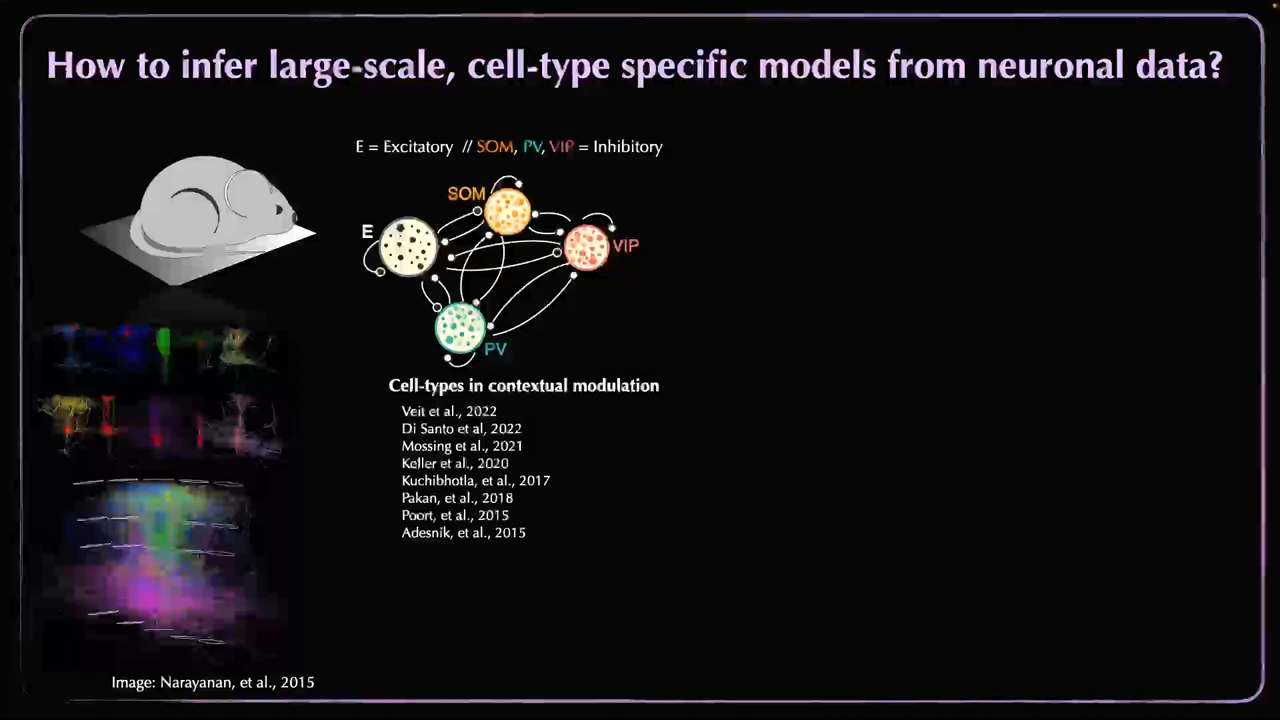 How to infer large-scale, cell-type specific models from neuronal data?
E = Excitatory // SOM, PV, VIP = Inhibitory
SOM
E
VIP
PV
Cell-types in contextual modulation
Veit et al., 2022
Di Santo et al, 2022
Mossing et al., 2021
Keller et al., 2020
Kuchibhotla, et al., 2017
Pakan, et al., 2018
Poort, et al., 2015
Adesnik, et al., 2015
Image: Narayanan, et al., 2015